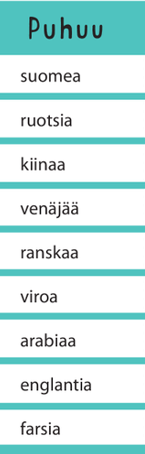 Puhuu
suomea
ruotsia
kiinaa
venäjää
ranskaa
viroa
arabiaa
englantia
farsia